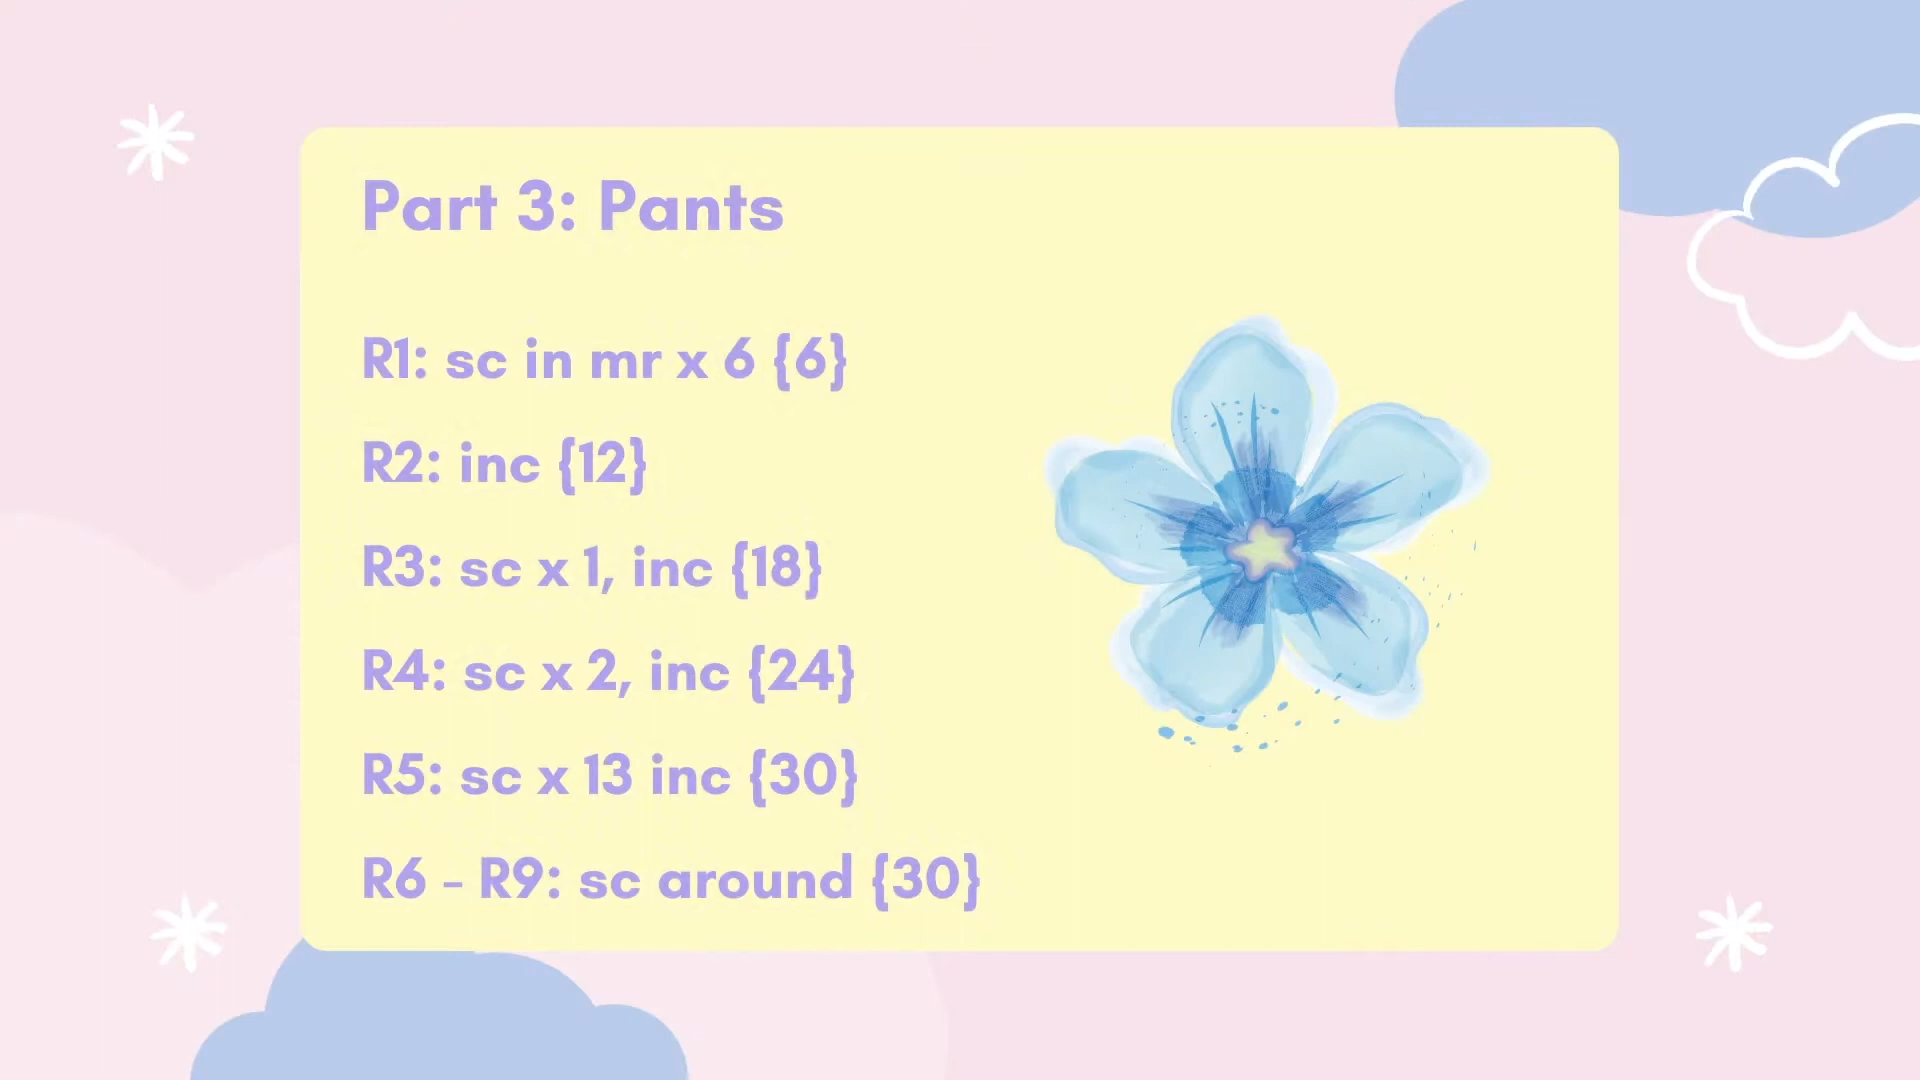 Part 3: Pants
R1: sc in mr x 6 {6}
R2: inc {12}
R3: sc x 1, inc {18}
R4: sc x 2, inc {24}
R5: sc x 13 inc {30}
R6 - R9: sc around {30}